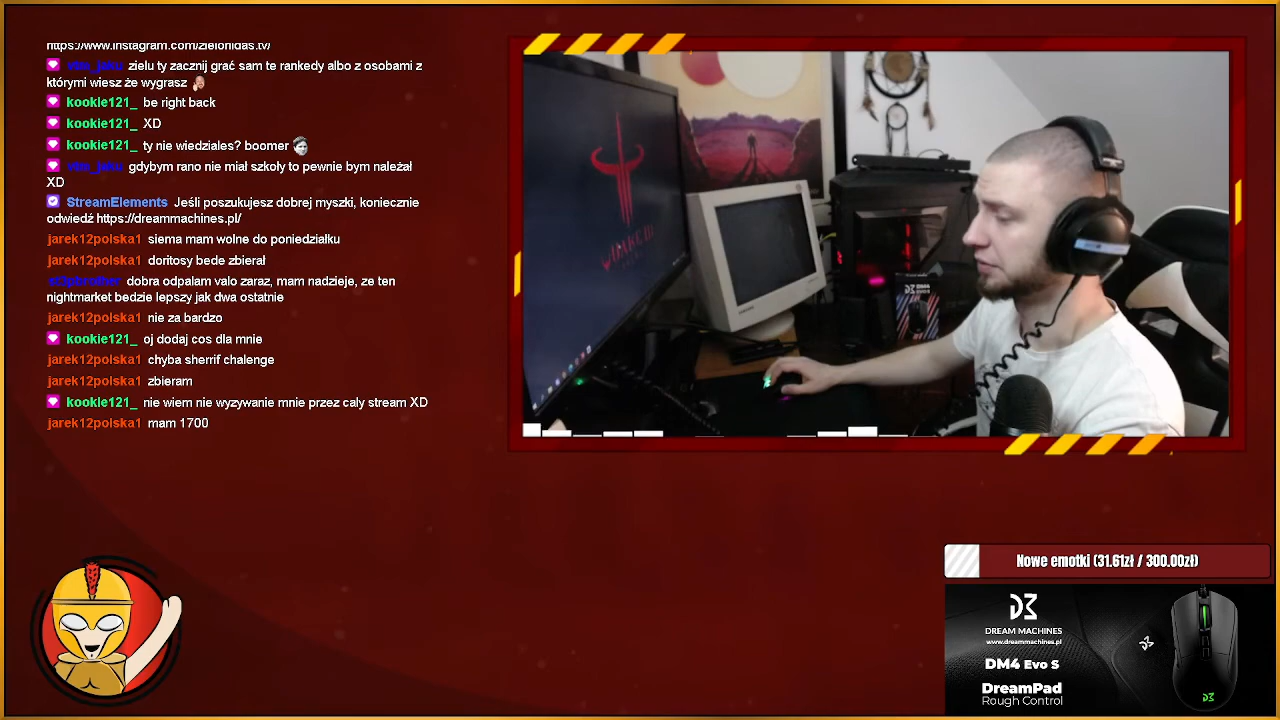 https://www.instagram.com/zielonidas.tv/
vtm_jaku zielu ty zacznij grać sam te rankedy albo z osobami z
którymi wiesz że wygrasz
kookie121_ be right back
kookie121_ XD
kookie121_ ty nie wiedziales? boomer
vtm_jaku gdybym rano nie miał szkoły to pewnie bym należał
XD
StreamElements Jeśli poszukujesz dobrej myszki, koniecznie
odwiedź https://dreammachines.pl/
jarek12polska1 siema mam wolne do poniedziałku
jarek12polska1 doritosy bede zbierał
dobra odpalam valo zaraz, mam nadzieje, ze ten
nightmarket bedzie lepszy jak dwa ostatnie
jarek12polska1 nie za bardzo
kookie121_ oj dodaj cos dla mnie
jarek12polska1 chyba sherrif chalenge
jarek12polska1 zbieram
kookie121_ nie wiem nie wyzywanie mnie przez caly stream XD
jarek12polska1 mam 1700
DM4
Nowe emotki (31.61zł / 300.00zł)
DREAM MACHINES
www.dreammachines.pl
DM4 Evo S
DreamPad
Rough Control